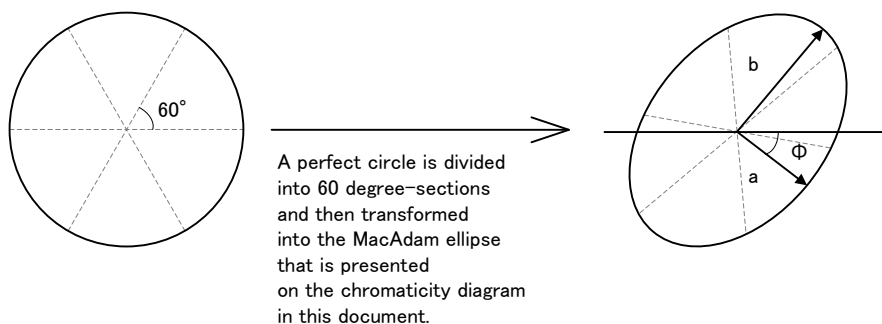 60°
A perfect circle is divided
into 60 degree-sections
and then transformed
into the MacAdam ellipse
that is presented
on the chromaticity diagram
in this document.
b
Φ
a